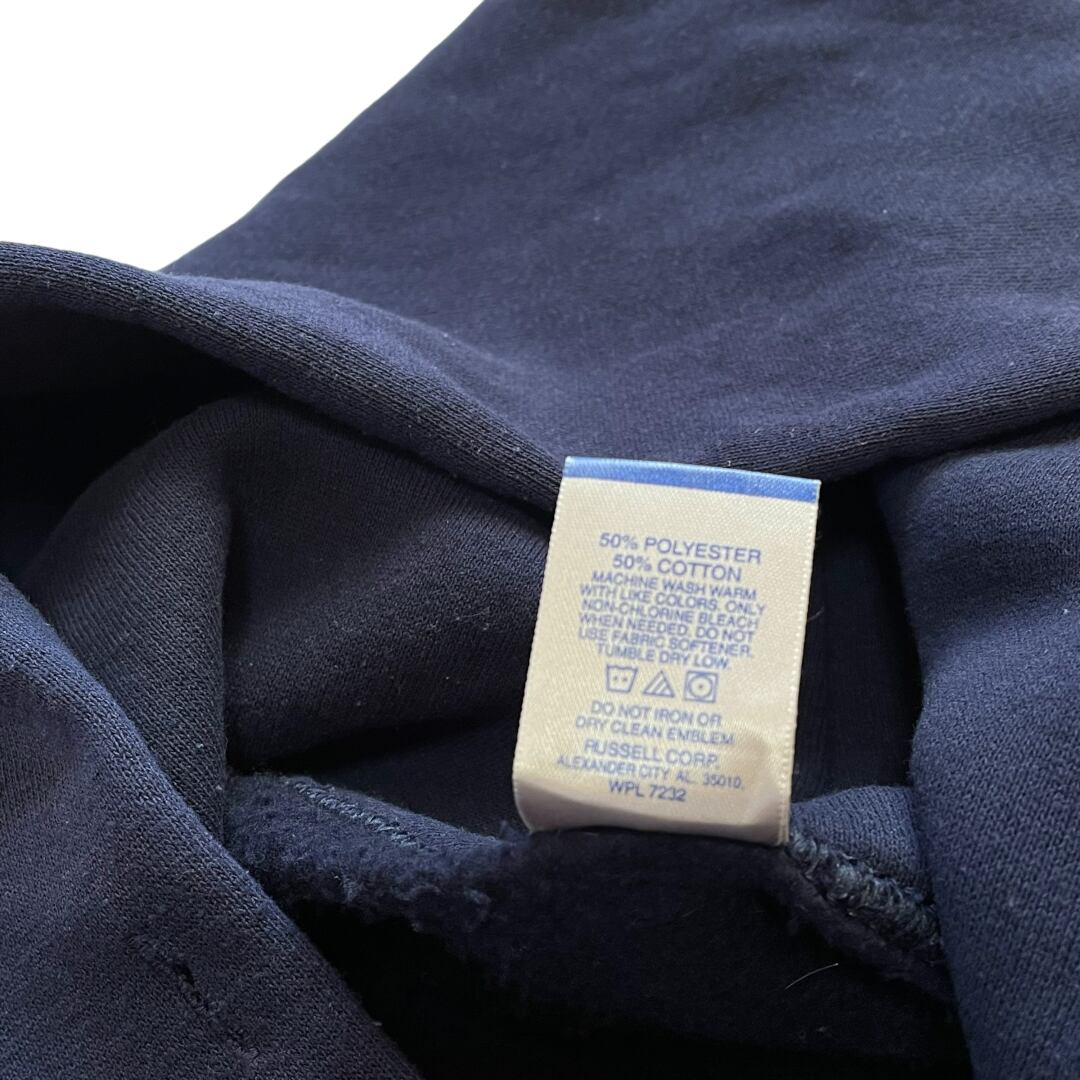 50% POLYESTER
50% COTTON
MACHINE WASH WARM
WITH LIKE COLORS. ONLY
NON-CHLORINE BLEACH
WHEN NEEDED. DO NOT
USE FABRIC SOFTENER.
TUMBLE DRY LOW.
DO NOT IRON OR
DRY CLEAN EMBLEM
RUSSELL CORP.
ALEXANDER CITY AL. 35010.
WPL 7232